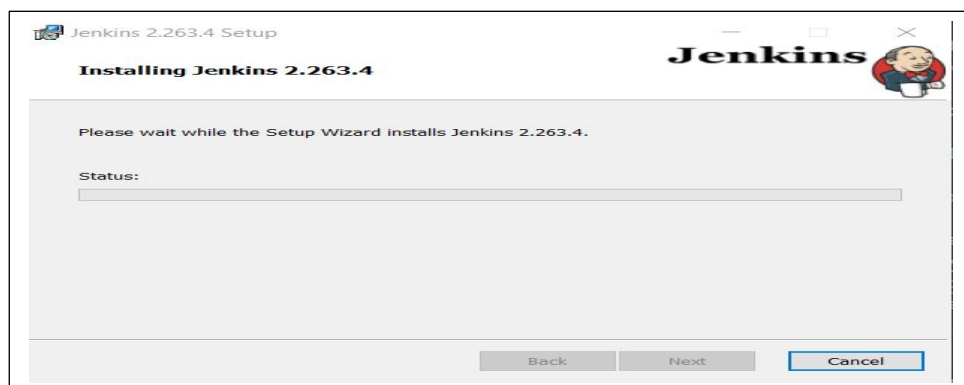 Jenkins 2.263.4 Setup
Jenkins
Installing Jenkins 2.263.4
Please wait while the Setup Wizard installs Jenkins 2.263.4.
Status:
Back Next Cancel